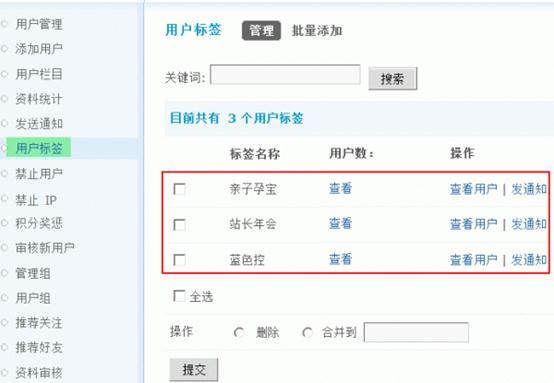 用户管理
添加用户
用户栏目
资料统计
发送通知
用户标签
禁止用户
禁止 IP
积分奖惩
审核新用户
管理组
用户组
推荐关注
推荐好友
资料审核
用户标签 管理 批量添加
关键词: 搜索
目前共有 3 个用户标签
标签名称 用户数: 操作
亲子孕宝 查看 查看用户 | 发通知
站长年会 查看 查看用户 | 发通知
蓝色控 查看 查看用户 | 发通知
全选
操作 删除 合并到
提交